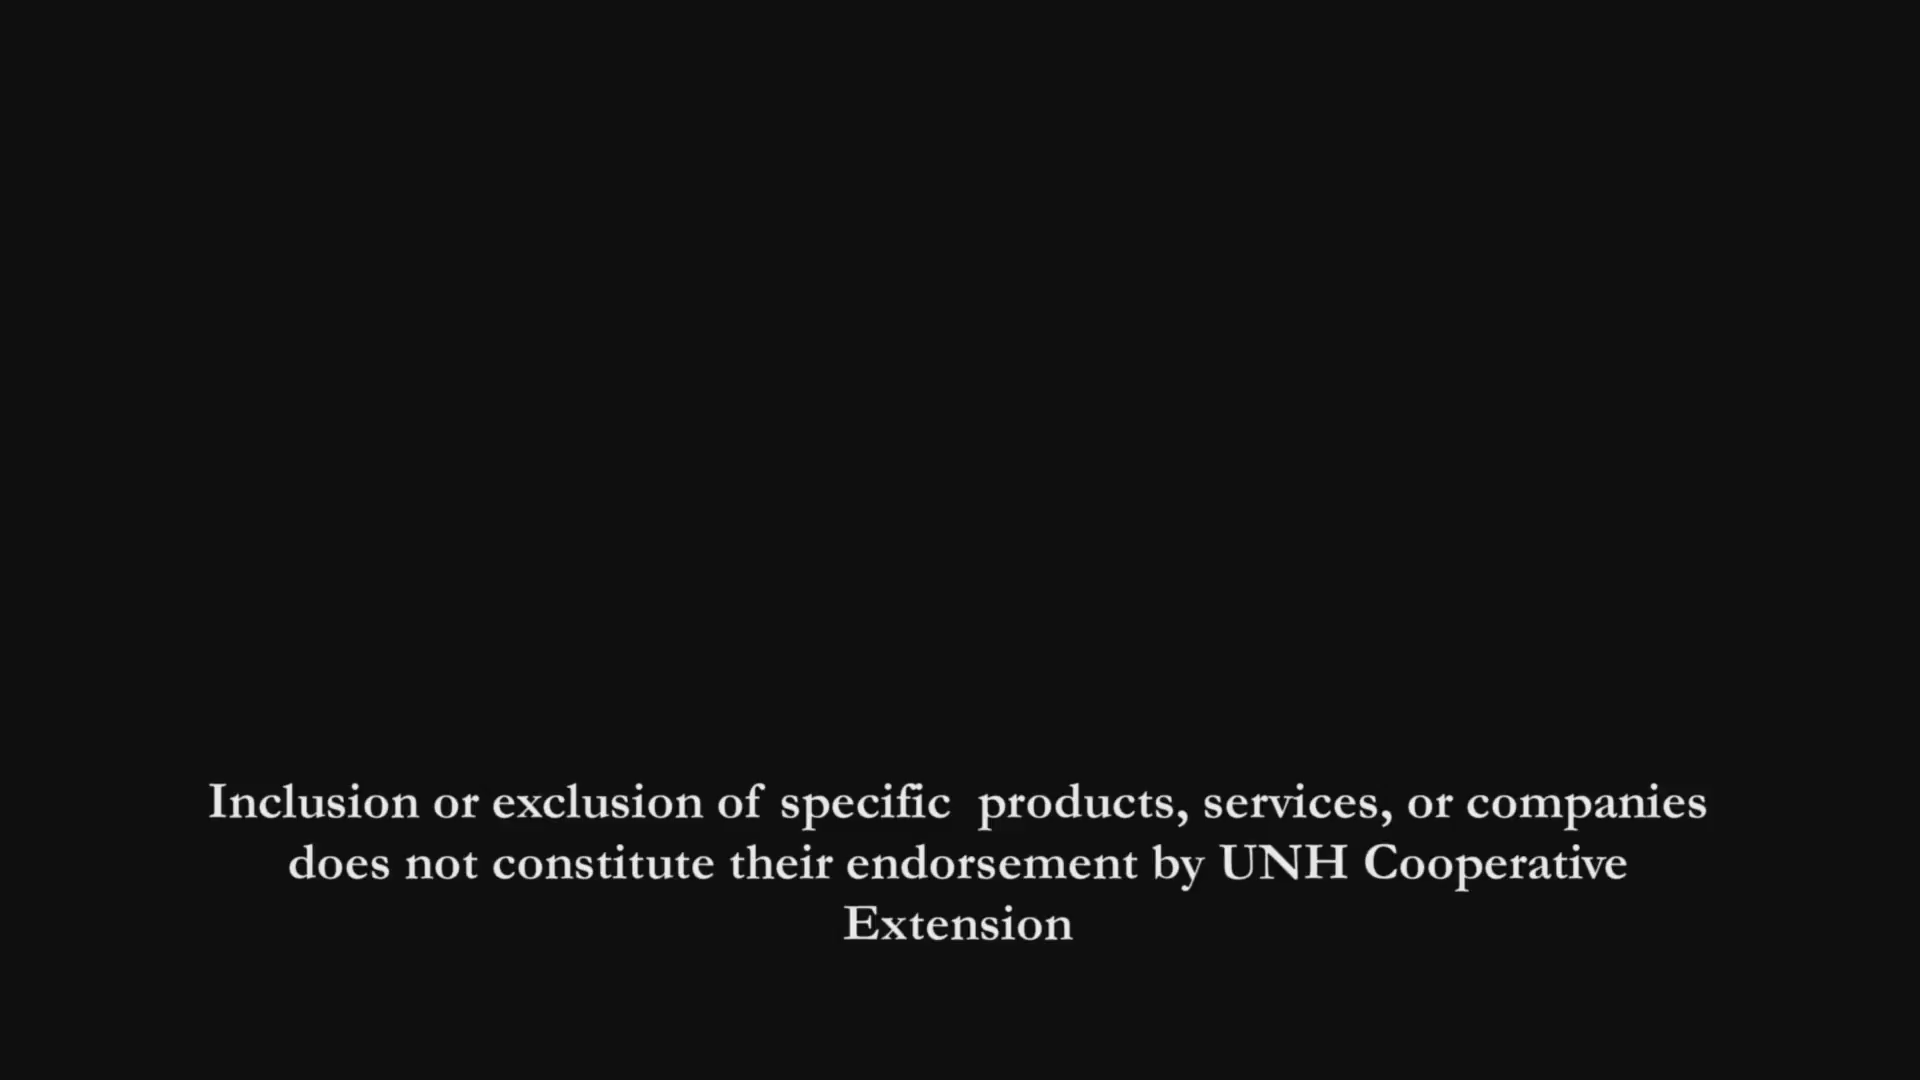 Inclusion or exclusion of specific  products, services, or companies
does not constitute their endorsement by UNH Cooperative
Extension